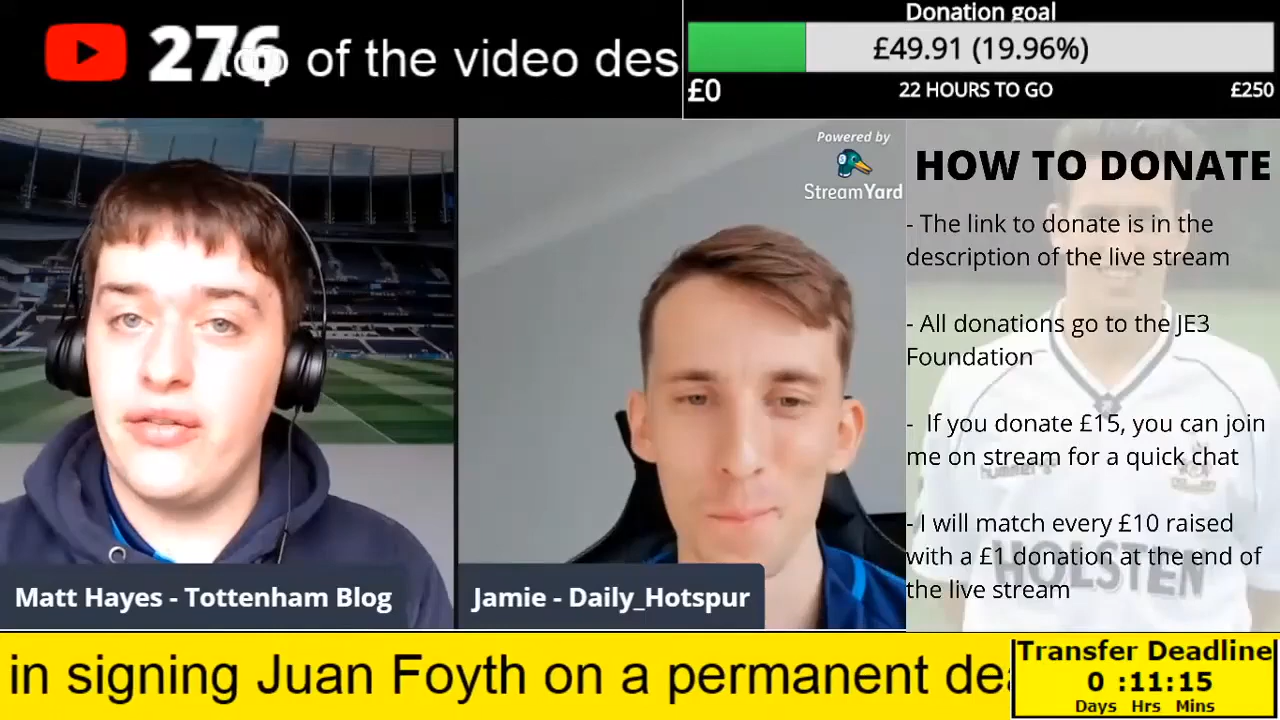 276
top of the video des
Donation goal
£49.91 (19.96%)
£0
22 HOURS TO GO
£250
Powered by
StreamYard
HOW TO DONATE
- The link to donate is in the
description of the live stream
- All donations go to the JE3
Foundation
- If you donate £15, you can join
me on stream for a quick chat
- I will match every £10 raised
with a £1 donation at the end of
the live stream
hummel
HOLSTEN
Matt Hayes - Tottenham Blog
Jamie - Daily_Hotspur
in signing Juan Foyth on a permanent dea
Transfer Deadline
0 :11:15
Days Hrs Mins